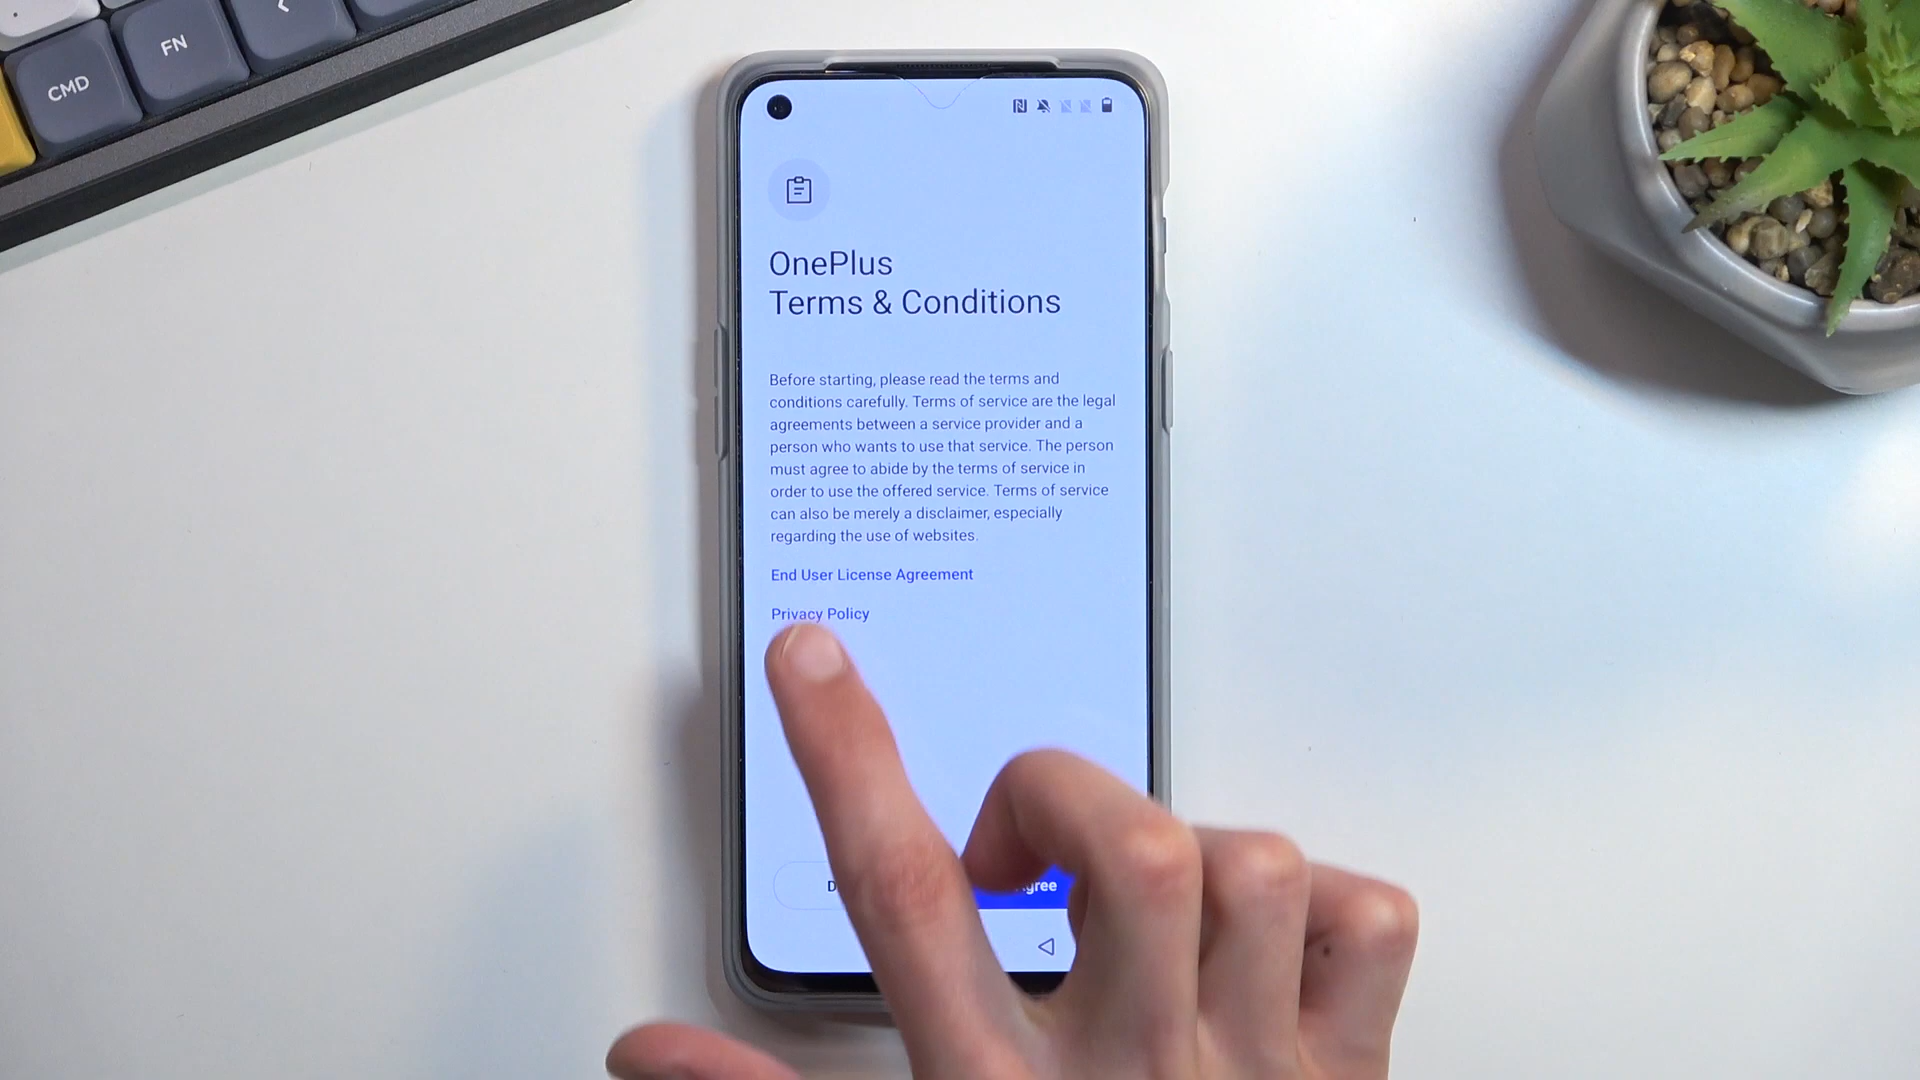 FN
CMD
OnePlus
Terms & Conditions
Before starting, please read the terms and
conditions carefully. Terms of service are the legal
agreements between a service provider and a
person who wants to use that service. The person
must agree to abide by the terms of service in
order to use the offered service. Terms of service
can also be merely a disclaimer, especially
regarding the use of websites.
End User License Agreement
Privacy Policy